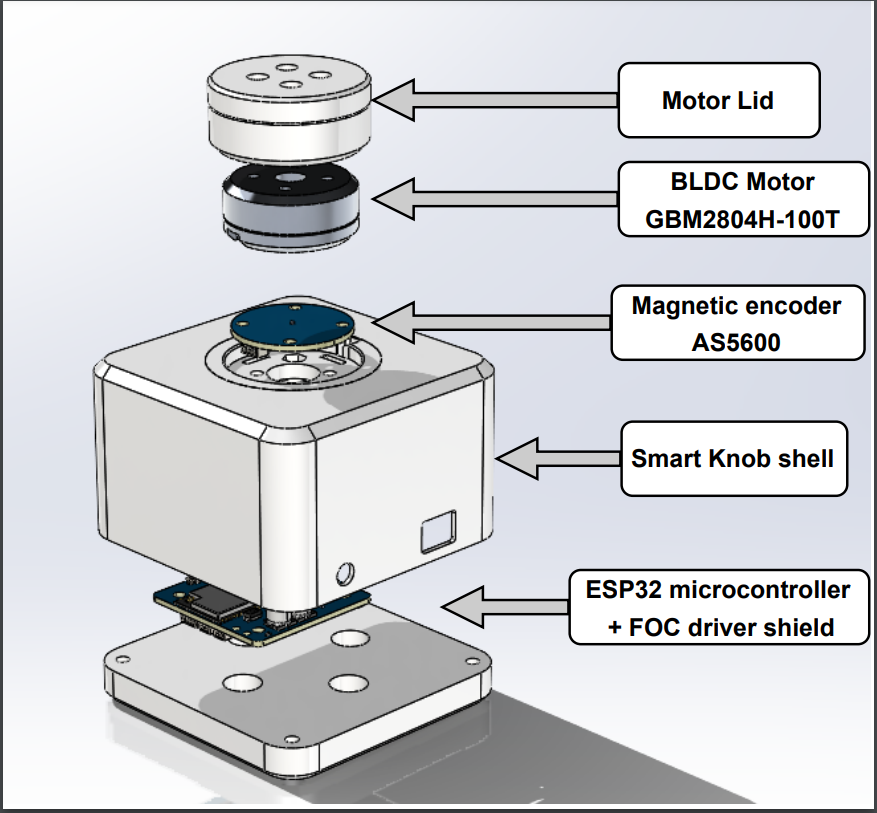 Motor Lid
BLDC Motor
GBM2804H-100T
Magnetic encoder
AS5600
Smart Knob shell
ESP32 microcontroller
+ FOC driver shield